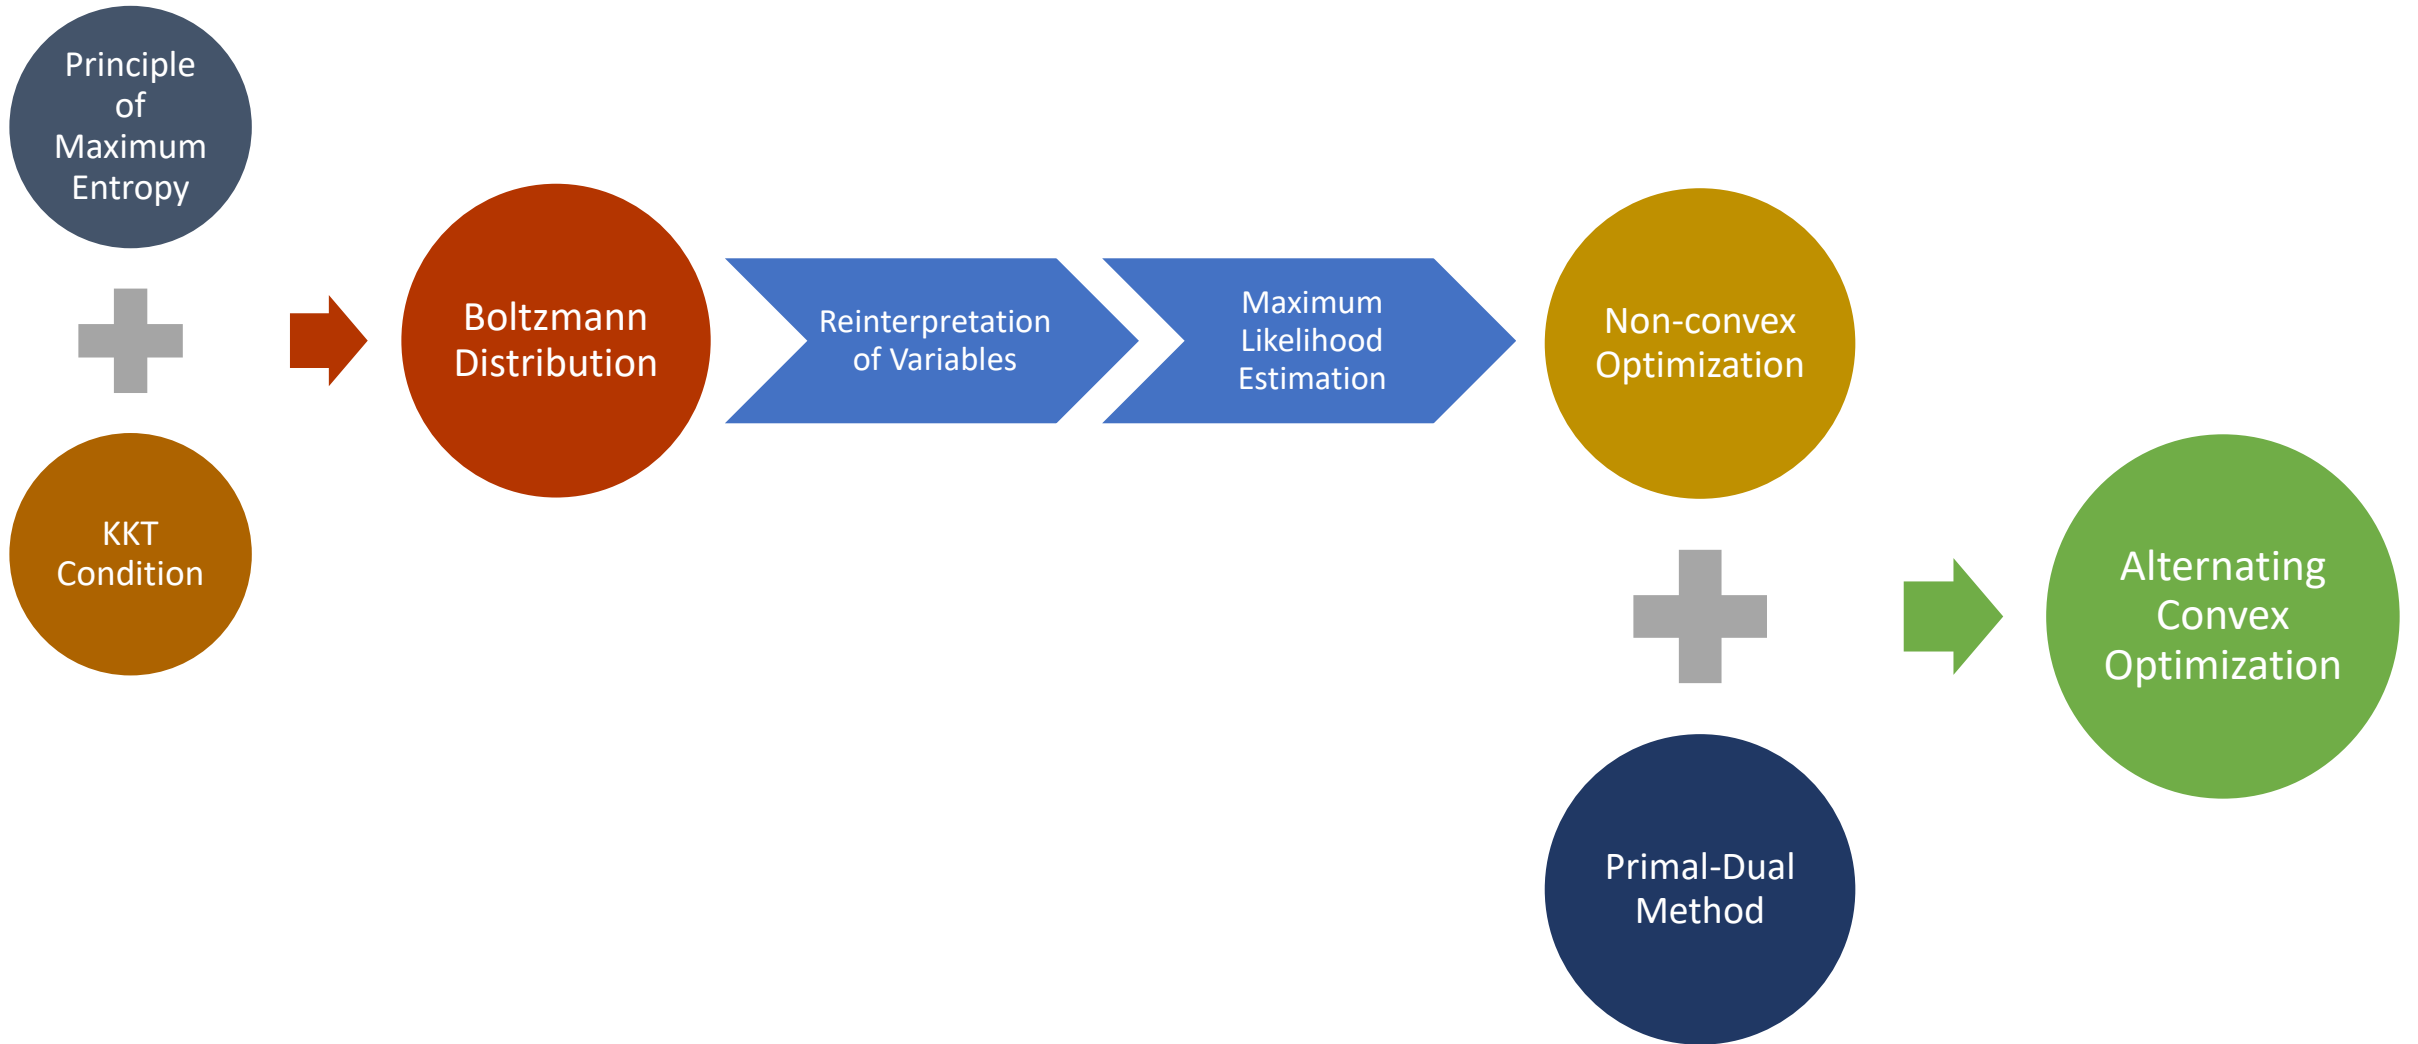 Principle
of
Maximum
Entropy
KKT
Condition
Boltzmann
Distribution
Reinterpretation
of Variables
Maximum
Likelihood
Estimation
Non-convex
Optimization
Primal-Dual
Method
Alternating
Convex
Optimization